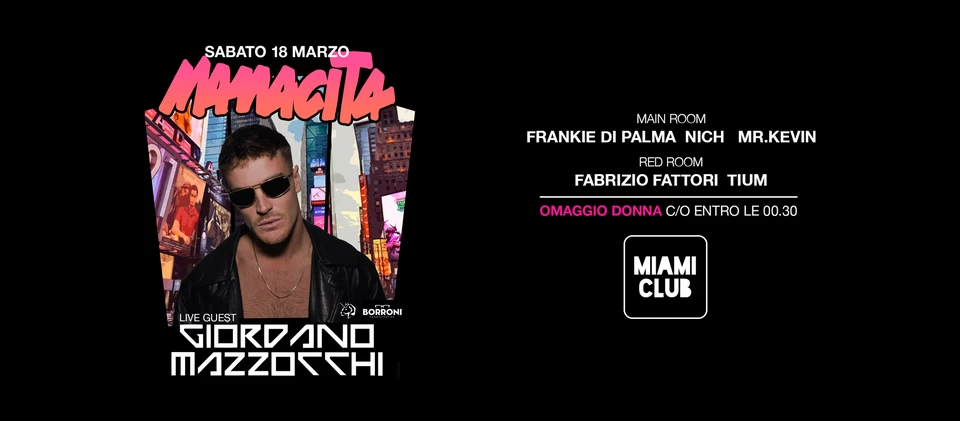 SABATO 18 MARZO
MAMACITA
LIVE GUEST
BORRONI
GIORDANO
MAZZOCCHI
MAIN ROOM
FRANKIE DI PALMA NICH MR.KEVIN
RED ROOM
FABRIZIO FATTORI TIUM
OMAGGIO DONNA C/O ENTRO LE 00.30
MIAMI
CLUB